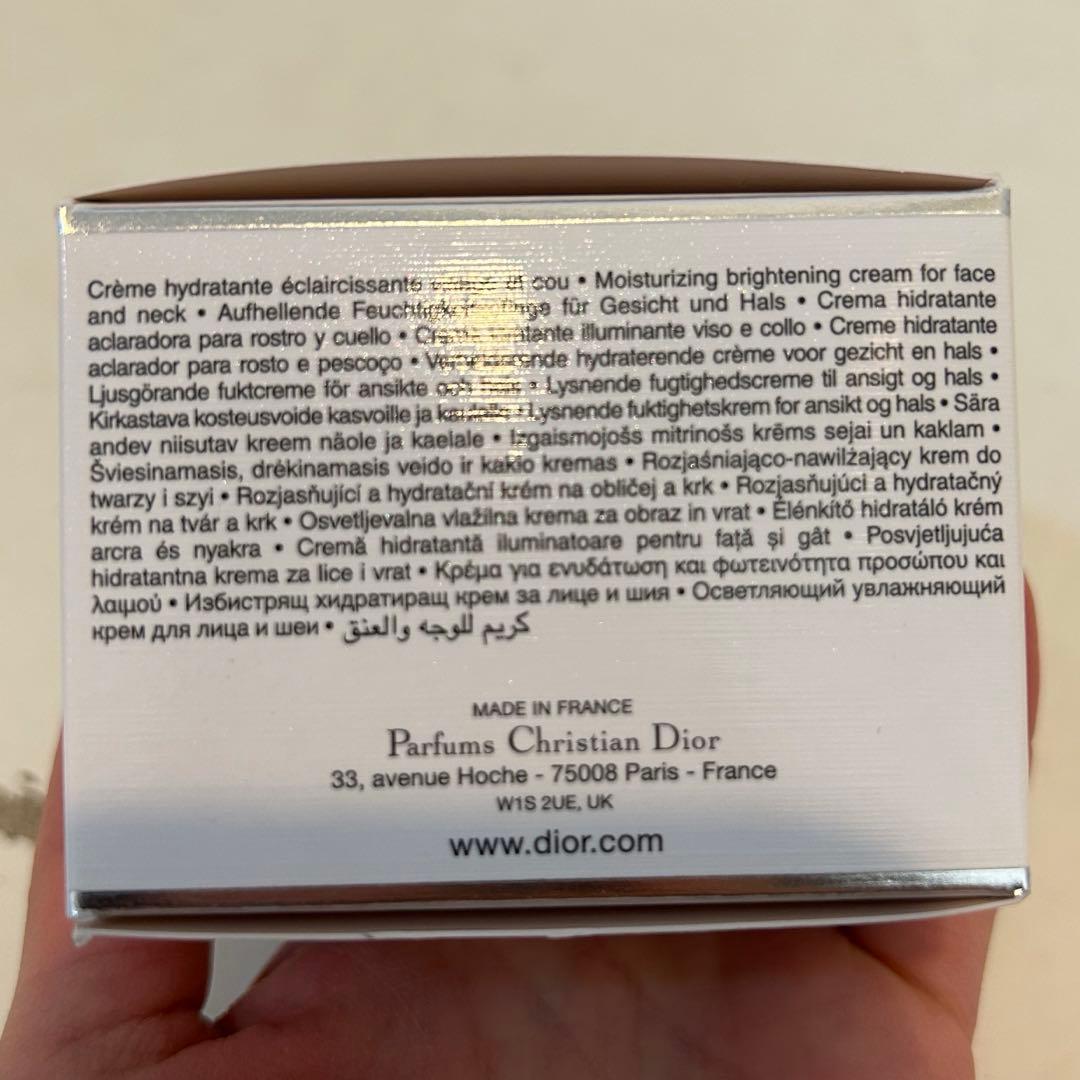 Crème hydratante éclaircissante et cou • Moisturizing brightening cream for face
and neck • Aufhellende für Gesicht und Hals • Crema hidratante
aclaradora para rostro y cuello • illuminante viso e collo • Creme hidratante
aclarador para rosto e pescoço • hydraterende crème voor gezicht en hals •
Ljusgörande fuktcreme för ansikte • Lysnende fugtighedscreme til ansigt og hals •
Kirkastava kosteusvoide kasvoille ja • Lysnende fuktighetskrem for ansikt og hals • Sära
andev niisutav kreem näole ja kaelale • Izgaismojošs mitrinošs krēms sejai un kaklam •
Šviesinamasis, drėkinamasis veido ir kaklo kremas • Rozjaśniająco-nawilżający krem do
twarzy i szyi • Rozjasňující a hydratační krém na obličej a krk • Rozjasňujúci a hydratačný
krém na tvár a krk • Osvetljevalna vlažilna krema za obraz in vrat • Élénkítő hidratáló krém
arcra és nyakra • Cremă hidratantă iluminatoare pentru față și gât • Posvjetljujuća
hidratantna krema za lice i vrat • Κρέμα για ενυδάτωση και φωτεινότητα προσώπου και
λαιμού • Избистрящ хидратиращ крем за лице и шия • Осветляющий увлажняющий
крем для лица и шеи • كريم للوجه والعنق
MADE IN FRANCE
Parfums Christian Dior
33, avenue Hoche - 75008 Paris - France
W1S 2UE, UK
www.dior.com